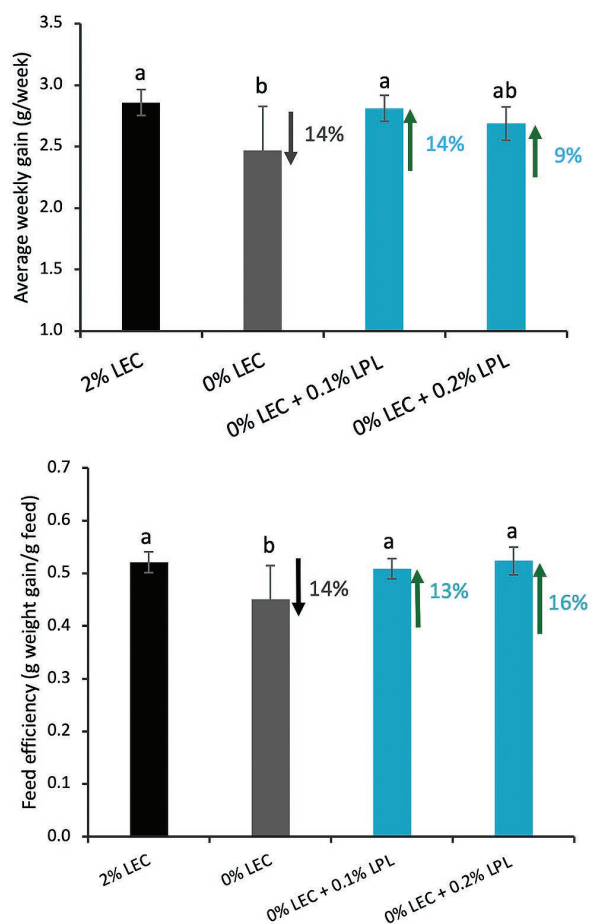 Average weekly gain (g/week)
3.5
3.0
2.5
2.0
1.5
1.0
a
b
a
ab
14%
14%
9%
2% LEC
0% LEC
0% LEC + 0.1% LPL
0% LEC + 0.2% LPL
Feed efficiency (g weight gain/g feed)
0.7
0.6
0.5
0.4
0.3
0.2
0.1
0.0
a
b
a
a
14%
13%
16%
2% LEC
0% LEC
0% LEC + 0.1% LPL
0% LEC + 0.2% LPL